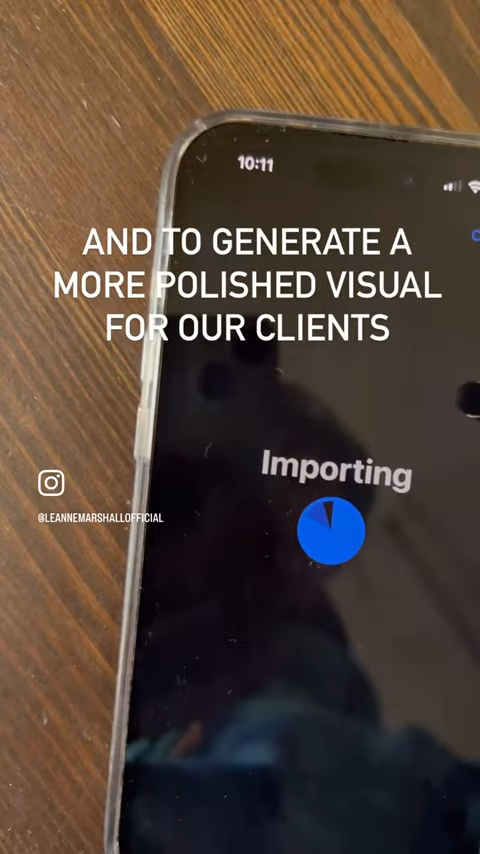 10:11
AND TO GENERATE A
MORE POLISHED VISUAL
FOR OUR CLIENTS
Importing
@LEANNEMARSHALLOFFICIAL